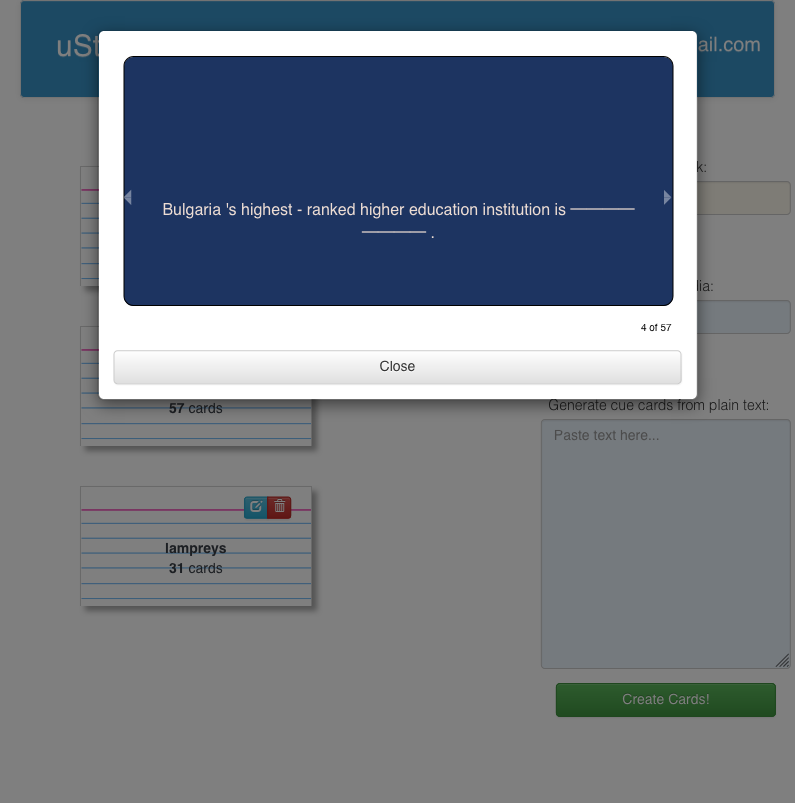 uSt
ail.com
Bulgaria 's highest - ranked higher education institution is ————
———— .
4 of 57
Close
k:
dia:
57 cards
Generate cue cards from plain text:
Paste text here...
lampreys
31 cards
Create Cards!